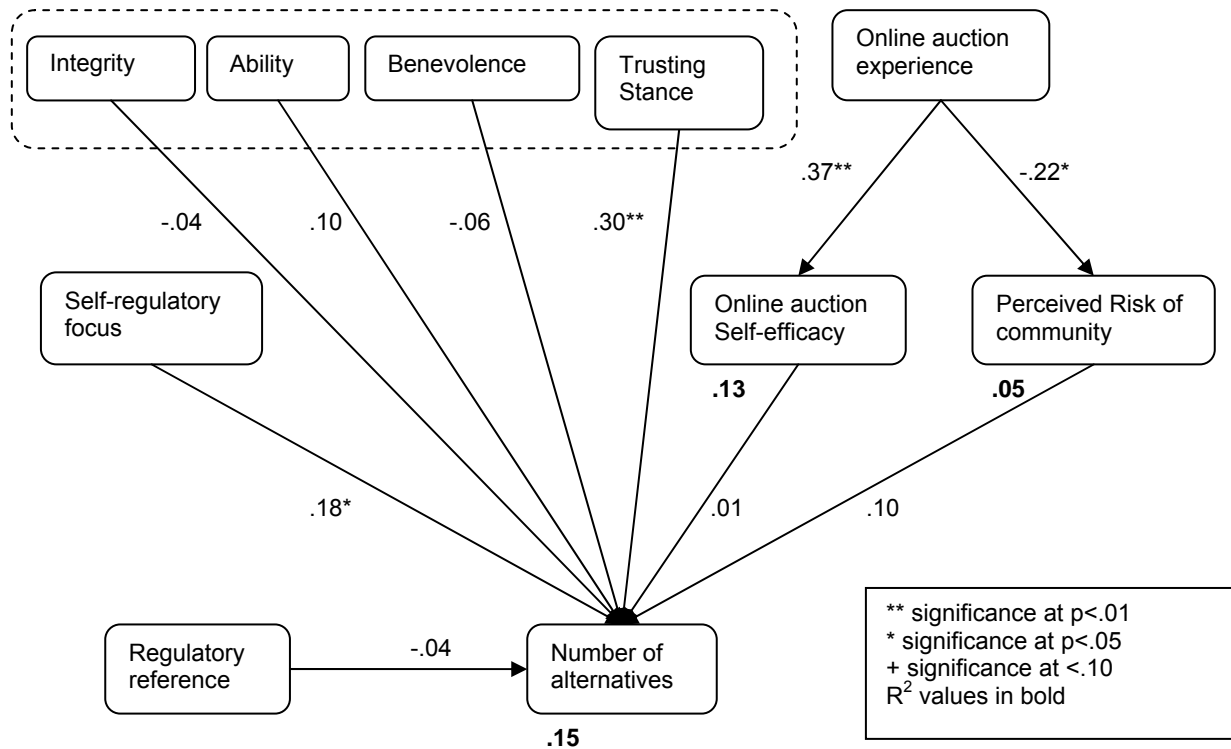 Integrity
Ability
Benevolence
Trusting
Stance
Online auction
experience
.37**
-.22*
-.04
.10
-.06
.30**
Self-regulatory
focus
Online auction
Self-efficacy
Perceived Risk of
community
.13
.05
.18*
.01
.10
Regulatory
reference
-.04
Number of
alternatives
.15
** significance at p<.01
* significance at p<.05
+ significance at <.10
R² values in bold